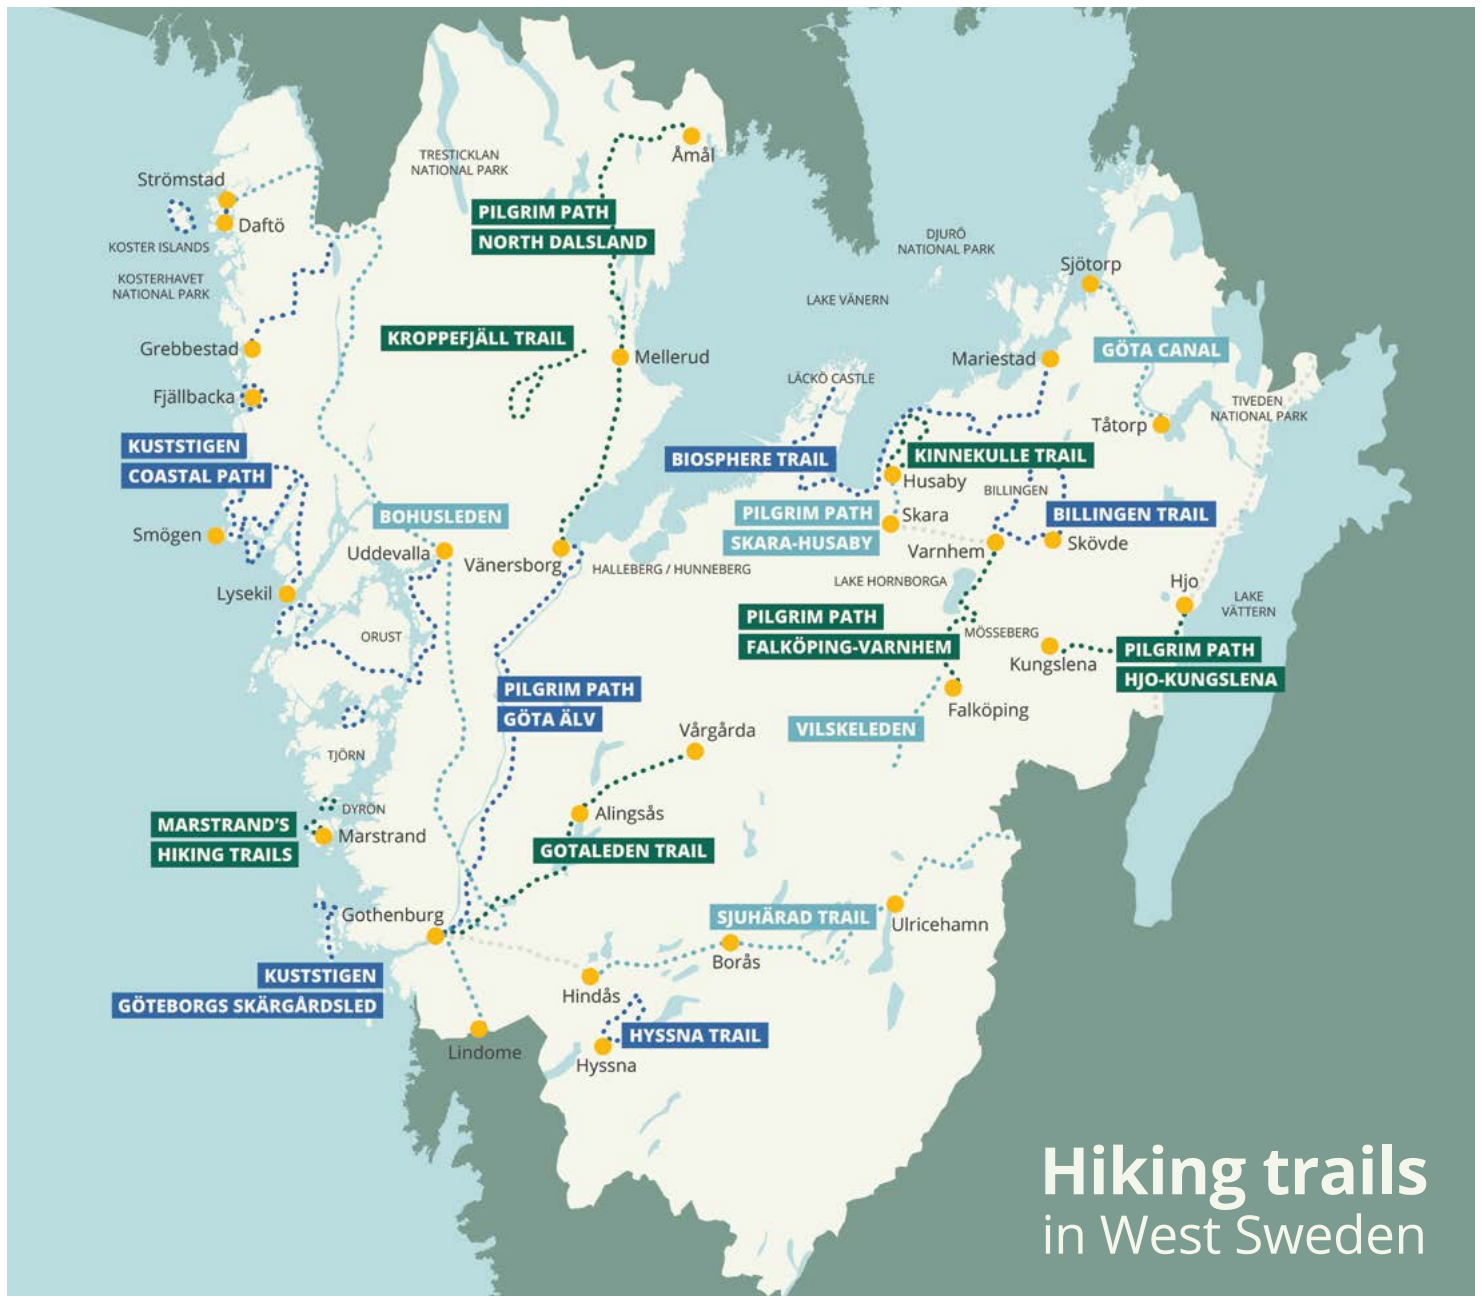 Åmål
TRESTICKLAN
NATIONAL PARK
Strömstad
Daftö
KOSTER ISLANDS
KOSTERHAVET
NATIONAL PARK
PILGRIM PATH
NORTH DALSLAND
DJURÖ
NATIONAL PARK
Sjötorp
LAKE VÄNERN
KROPPEFJÄLL TRAIL
Grebbestad
Mellerud
Mariestad
GÖTA CANAL
LÄCKÖ CASTLE
Fjällbacka
TIVEDEN
NATIONAL PARK
Tåtorp
KUSTSTIGEN
COASTAL PATH
BIOSPHERE TRAIL
KINNEKULLE TRAIL
Husaby
BILLINGEN
BOHUSLEDEN
PILGRIM PATH
SKARA-HUSABY
Skara
BILLINGEN TRAIL
Smögen
Uddevalla
Vänersborg
Varnhem
Skövde
HALLEBERG / HUNNEBERG
LAKE HORNBORGA
Hjo
Lysekil
LAKE
VÄTTERN
ORUST
PILGRIM PATH
FALKÖPING-VARNHEM
MÖSSEBERG
Kungslena
PILGRIM PATH
HJO-KUNGSLENA
PILGRIM PATH
GÖTA ÄLV
Falköping
VILSKELEDEN
Vårgårda
TJÖRN
DYRÖN
Alingsås
MARSTRAND'S
HIKING TRAILS
Marstrand
GOTALEDEN TRAIL
Gothenburg
SJUHÄRAD TRAIL
Ulricehamn
Borås
KUSTSTIGEN
GÖTEBORGS SKÄRGÅRDSLED
Hindås
HYSSNA TRAIL
Lindome
Hyssna
Hiking trails
in West Sweden